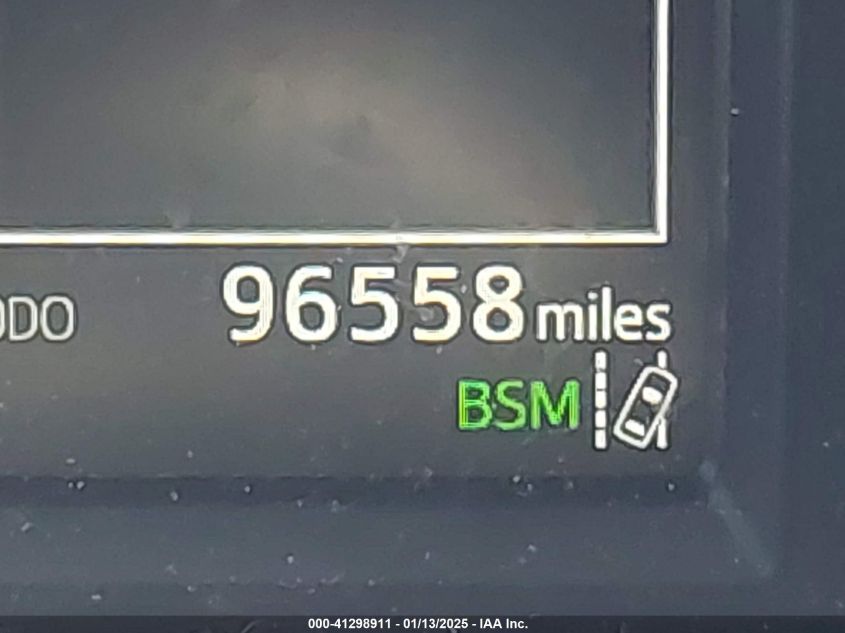 ODO 96558 miles
BSM
000-41298911 - 01/13/2025 - IAA Inc.